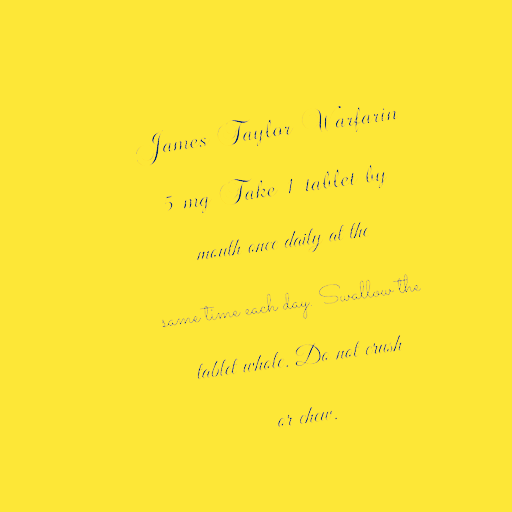 James Taylor Warfarin
5 mg Take 1 tablet by
mouth once daily at the
same time each day. Swallow the
tablet whole. Do not crush
or chew.